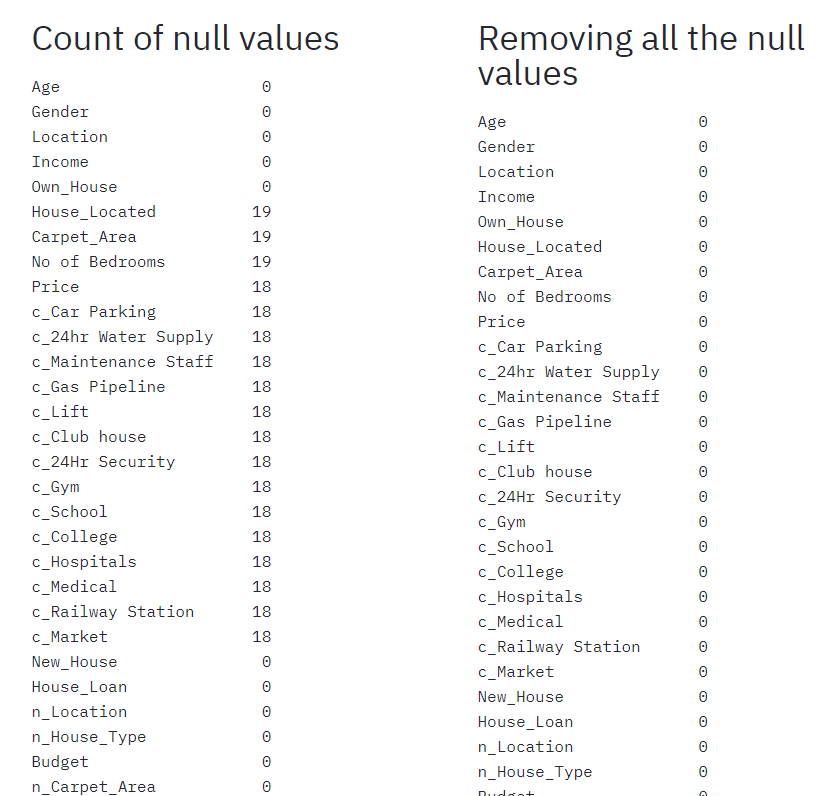 Count of null values
Age 0
Gender 0
Location 0
Income 0
Own_House 0
House_Located 19
Carpet_Area 19
No of Bedrooms 19
Price 18
c_Car Parking 18
c_24hr Water Supply 18
c_Maintenance Staff 18
c_Gas Pipeline 18
c_Lift 18
c_Club house 18
c_24Hr Security 18
c_Gym 18
c_School 18
c_College 18
c_Hospitals 18
c_Medical 18
c_Railway Station 18
c_Market 18
New_House 0
House_Loan 0
n_Location 0
n_House_Type 0
Budget 0
n_Carpet_Area 0
Removing all the null
values
Age 0
Gender 0
Location 0
Income 0
Own_House 0
House_Located 0
Carpet_Area 0
No of Bedrooms 0
Price 0
c_Car Parking 0
c_24hr Water Supply 0
c_Maintenance Staff 0
c_Gas Pipeline 0
c_Lift 0
c_Club house 0
c_24Hr Security 0
c_Gym 0
c_School 0
c_College 0
c_Hospitals 0
c_Medical 0
c_Railway Station 0
c_Market 0
New_House 0
House_Loan 0
n_Location 0
n_House_Type 0
Budget 0